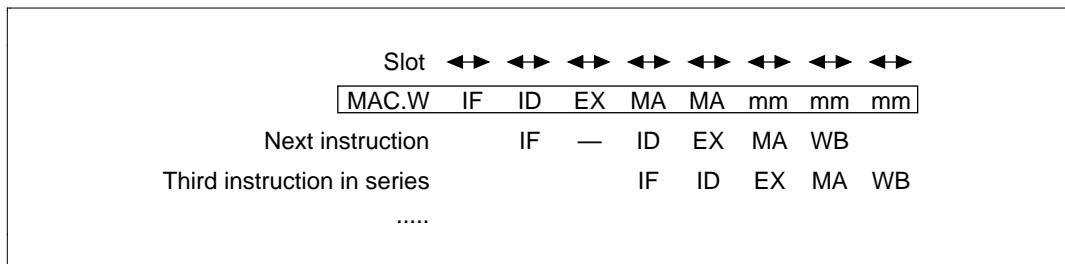 Slot
MAC.W IF ID EX MA MA mm mm mm
Next instruction IF — ID EX MA WB
Third instruction in series IF ID EX MA WB
.....